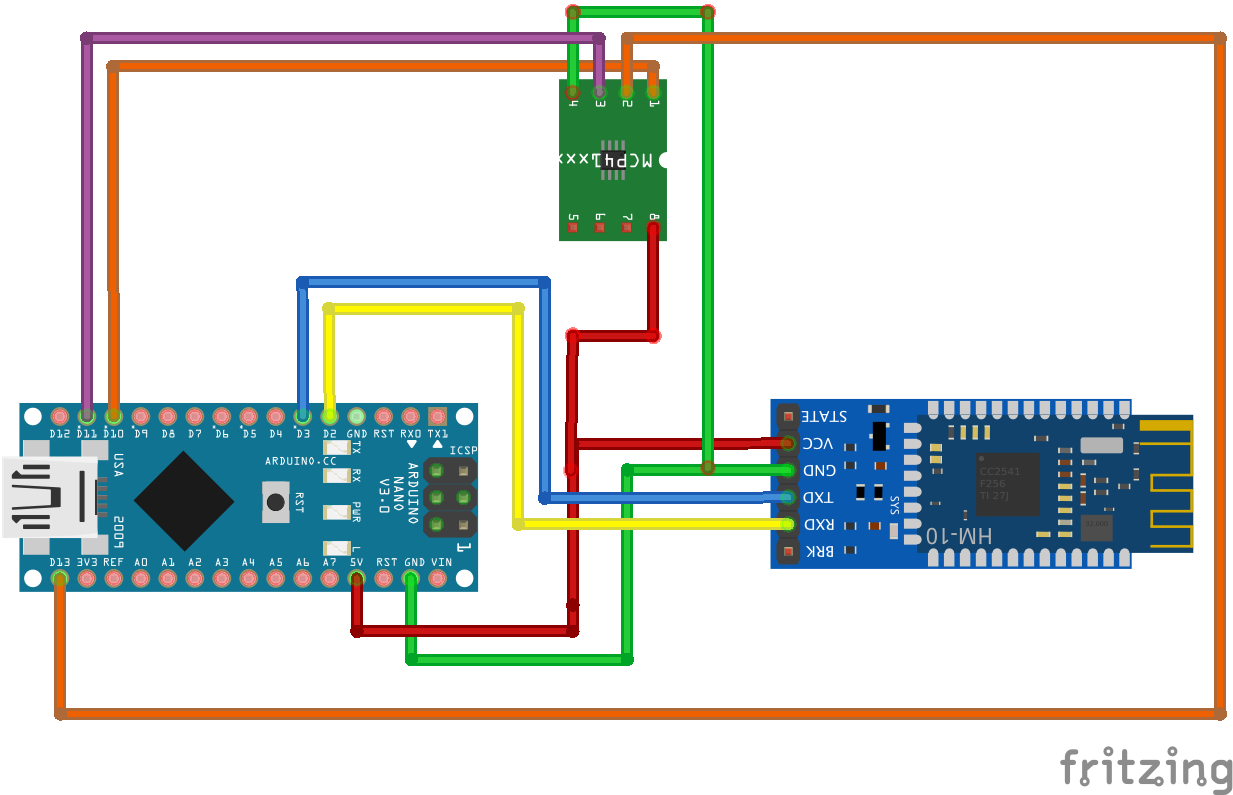 4 3 2 1
MCP41xxx
5 6 7 8
D12 D11 D10 D9 D8 D7 D6 D5 D4 D3 D2 GND RST RX0 TX1
USA
2009
ARDUINO.CC
RST
TX
RX
PWR
L
ARDUINO
NANO
V3.0
ICSP
1
D13 3V3 REF A0 A1 A2 A3 A4 A5 A6 A7 5V RST GND VIN
STATE
VCC
GND
TXD
RXD
BRK
SYS
CC2541
F256
TI 27J
32.000
HM-10
fritzing